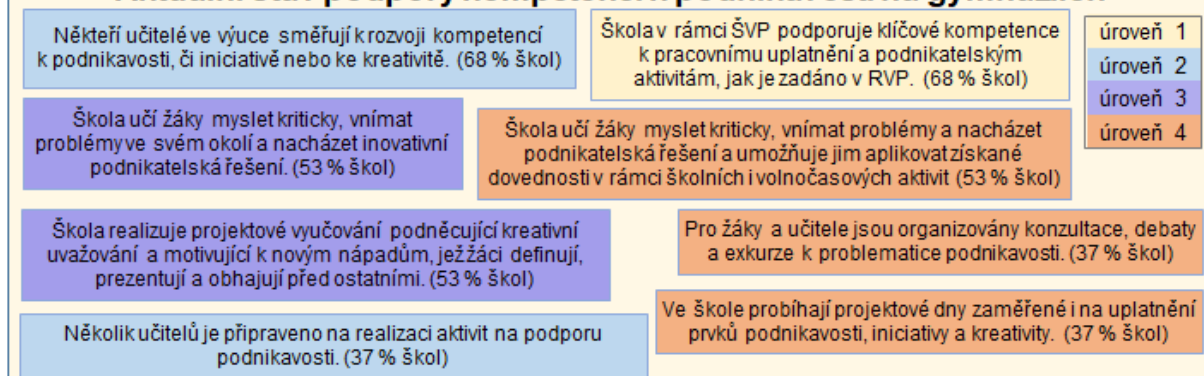 Někteří učitelé ve výuce směřují k rozvoji kompetencí
k podnikavosti, či iniciativě nebo ke kreativitě. (68 % škol)
Škola v rámci ŠVP podporuje klíčové kompetence
k pracovnímu uplatnění a podnikatelským
aktivitám, jak je zadáno v RVP. (68 % škol)
úroveň 1
úroveň 2
úroveň 3
úroveň 4
Škola učí žáky myslet kriticky, vnímat
problémy ve svém okolí a nacházet inovativní
podnikatelská řešení. (53 % škol)
Škola učí žáky myslet kriticky, vnímat problémy a nacházet
podnikatelská řešení a umožňuje jim aplikovat získané
dovednosti v rámci školních i volnočasových aktivit (53 % škol)
Škola realizuje projektové vyučování podněcující kreativní
uvažování a motivující k novým nápadům, jež žáci definují,
prezentují a obhajují před ostatními. (53 % škol)
Pro žáky a učitele jsou organizovány konzultace, debaty
a exkurze k problematice podnikavosti. (37 % škol)
Ve škole probíhají projektové dny zaměřené i na uplatnění
prvků podnikavosti, iniciativy a kreativity. (37 % škol)
Několik učitelů je připraveno na realizaci aktivit na podporu
podnikavosti. (37 % škol)